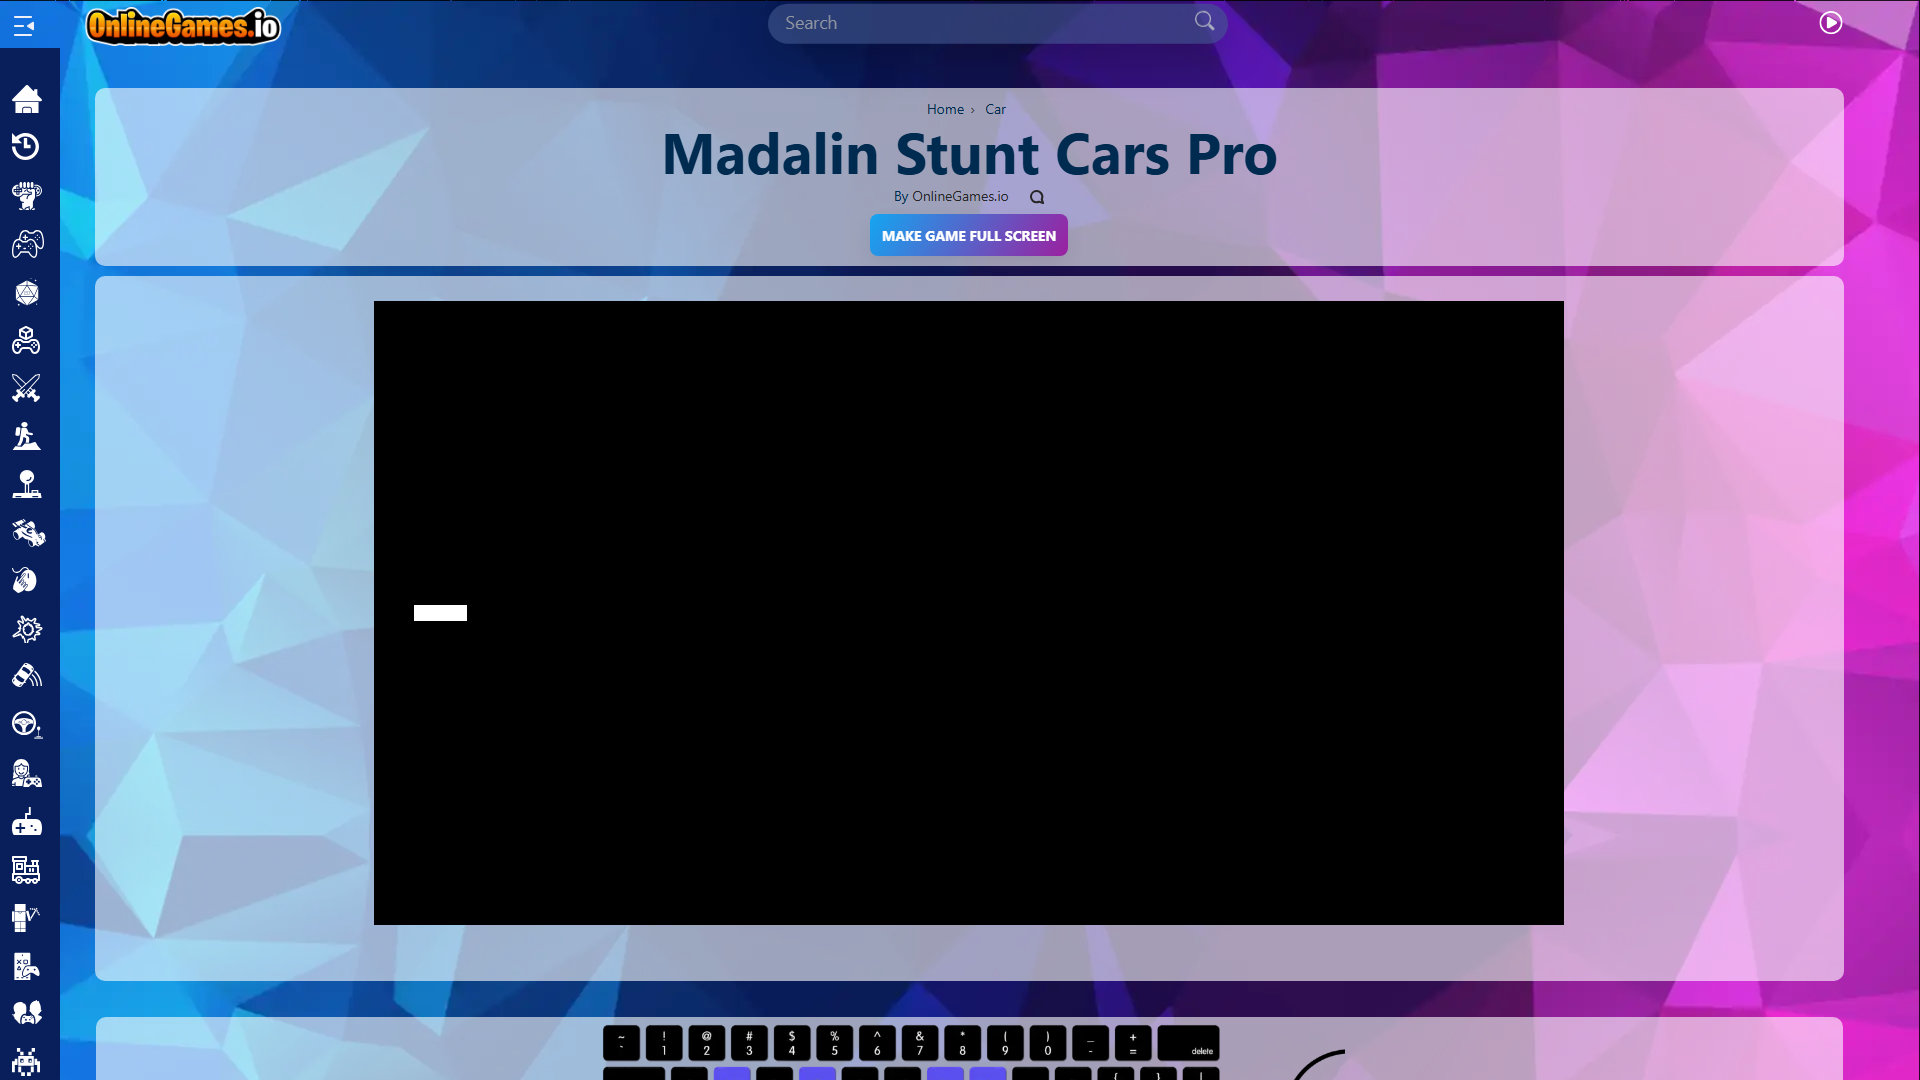 OnlineGames.io
Search
Home › Car
Madalin Stunt Cars Pro
By OnlineGames.io
MAKE GAME FULL SCREEN
~ ! @ # $ % ^ & * ( ) _ +
` 1 2 3 4 5 6 7 8 9 0 - = delete
{ } |